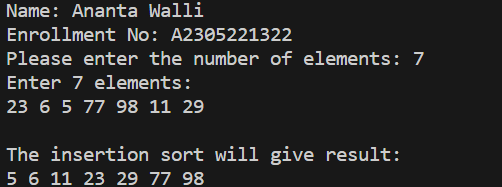 Name: Ananta Walli
Enrollment No: A2305221322
Please enter the number of elements: 7
Enter 7 elements:
23 6 5 77 98 11 29
The insertion sort will give result:
5 6 11 23 29 77 98